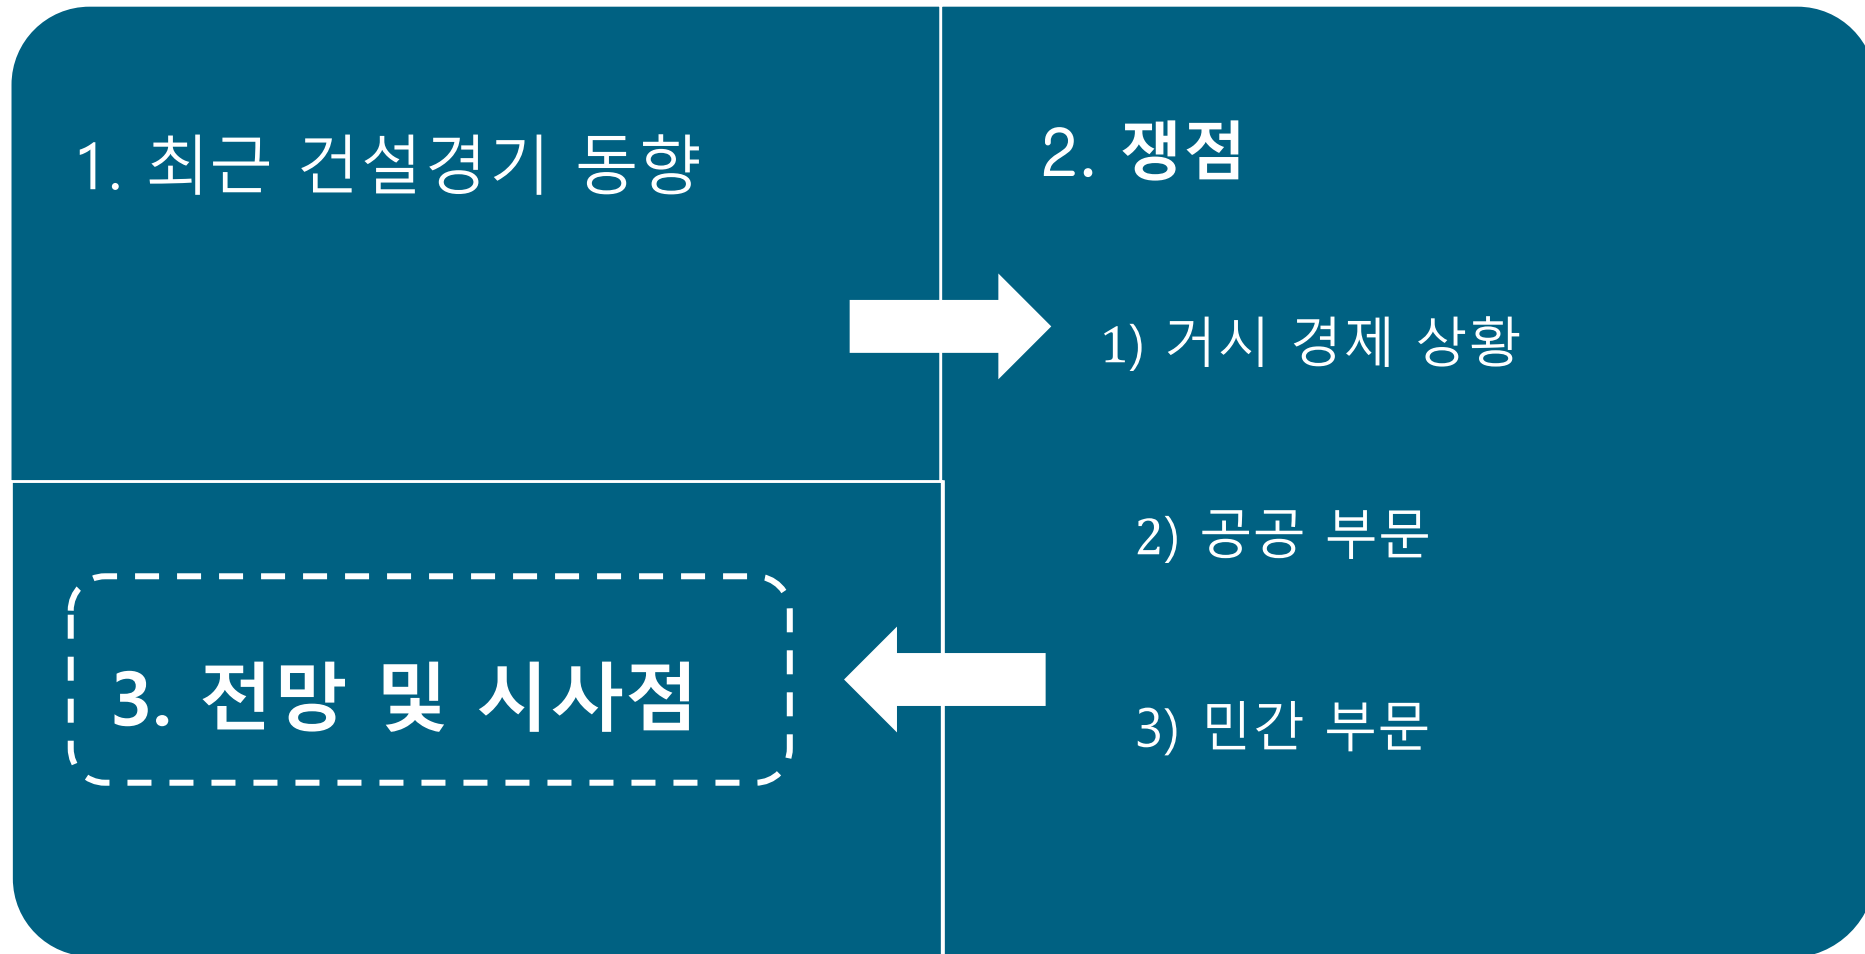 1. 최근 건설경기 동향
2. 쟁점
1) 거시 경제 상황
2) 공공 부문
3) 민간 부문
3. 전망 및 시사점